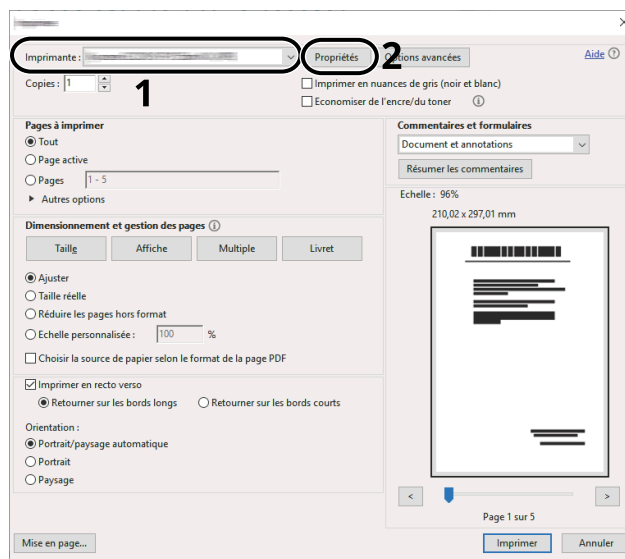 Imprimante :
Propriétés
2
Options avancées
Aide
1
Copies : 1
Imprimer en nuances de gris (noir et blanc)
Economiser de l'encre/du toner
Pages à imprimer
Tout
Page active
Pages 1 - 5
Autres options
Dimensionnement et gestion des pages
Taille Affiche Multiple Livret
Ajuster
Taille réelle
Réduire les pages hors format
Echelle personnalisée : 100 %
Choisir la source de papier selon le format de la page PDF
Imprimer en recto verso
Retourner sur les bords longs Retourner sur les bords courts
Orientation :
Portrait/paysage automatique
Portrait
Paysage
Commentaires et formulaires
Document et annotations
Résumer les commentaires
Echelle : 96%
210,02 x 297,01 mm
< >
Page 1 sur 5
Mise en page... Imprimer Annuler